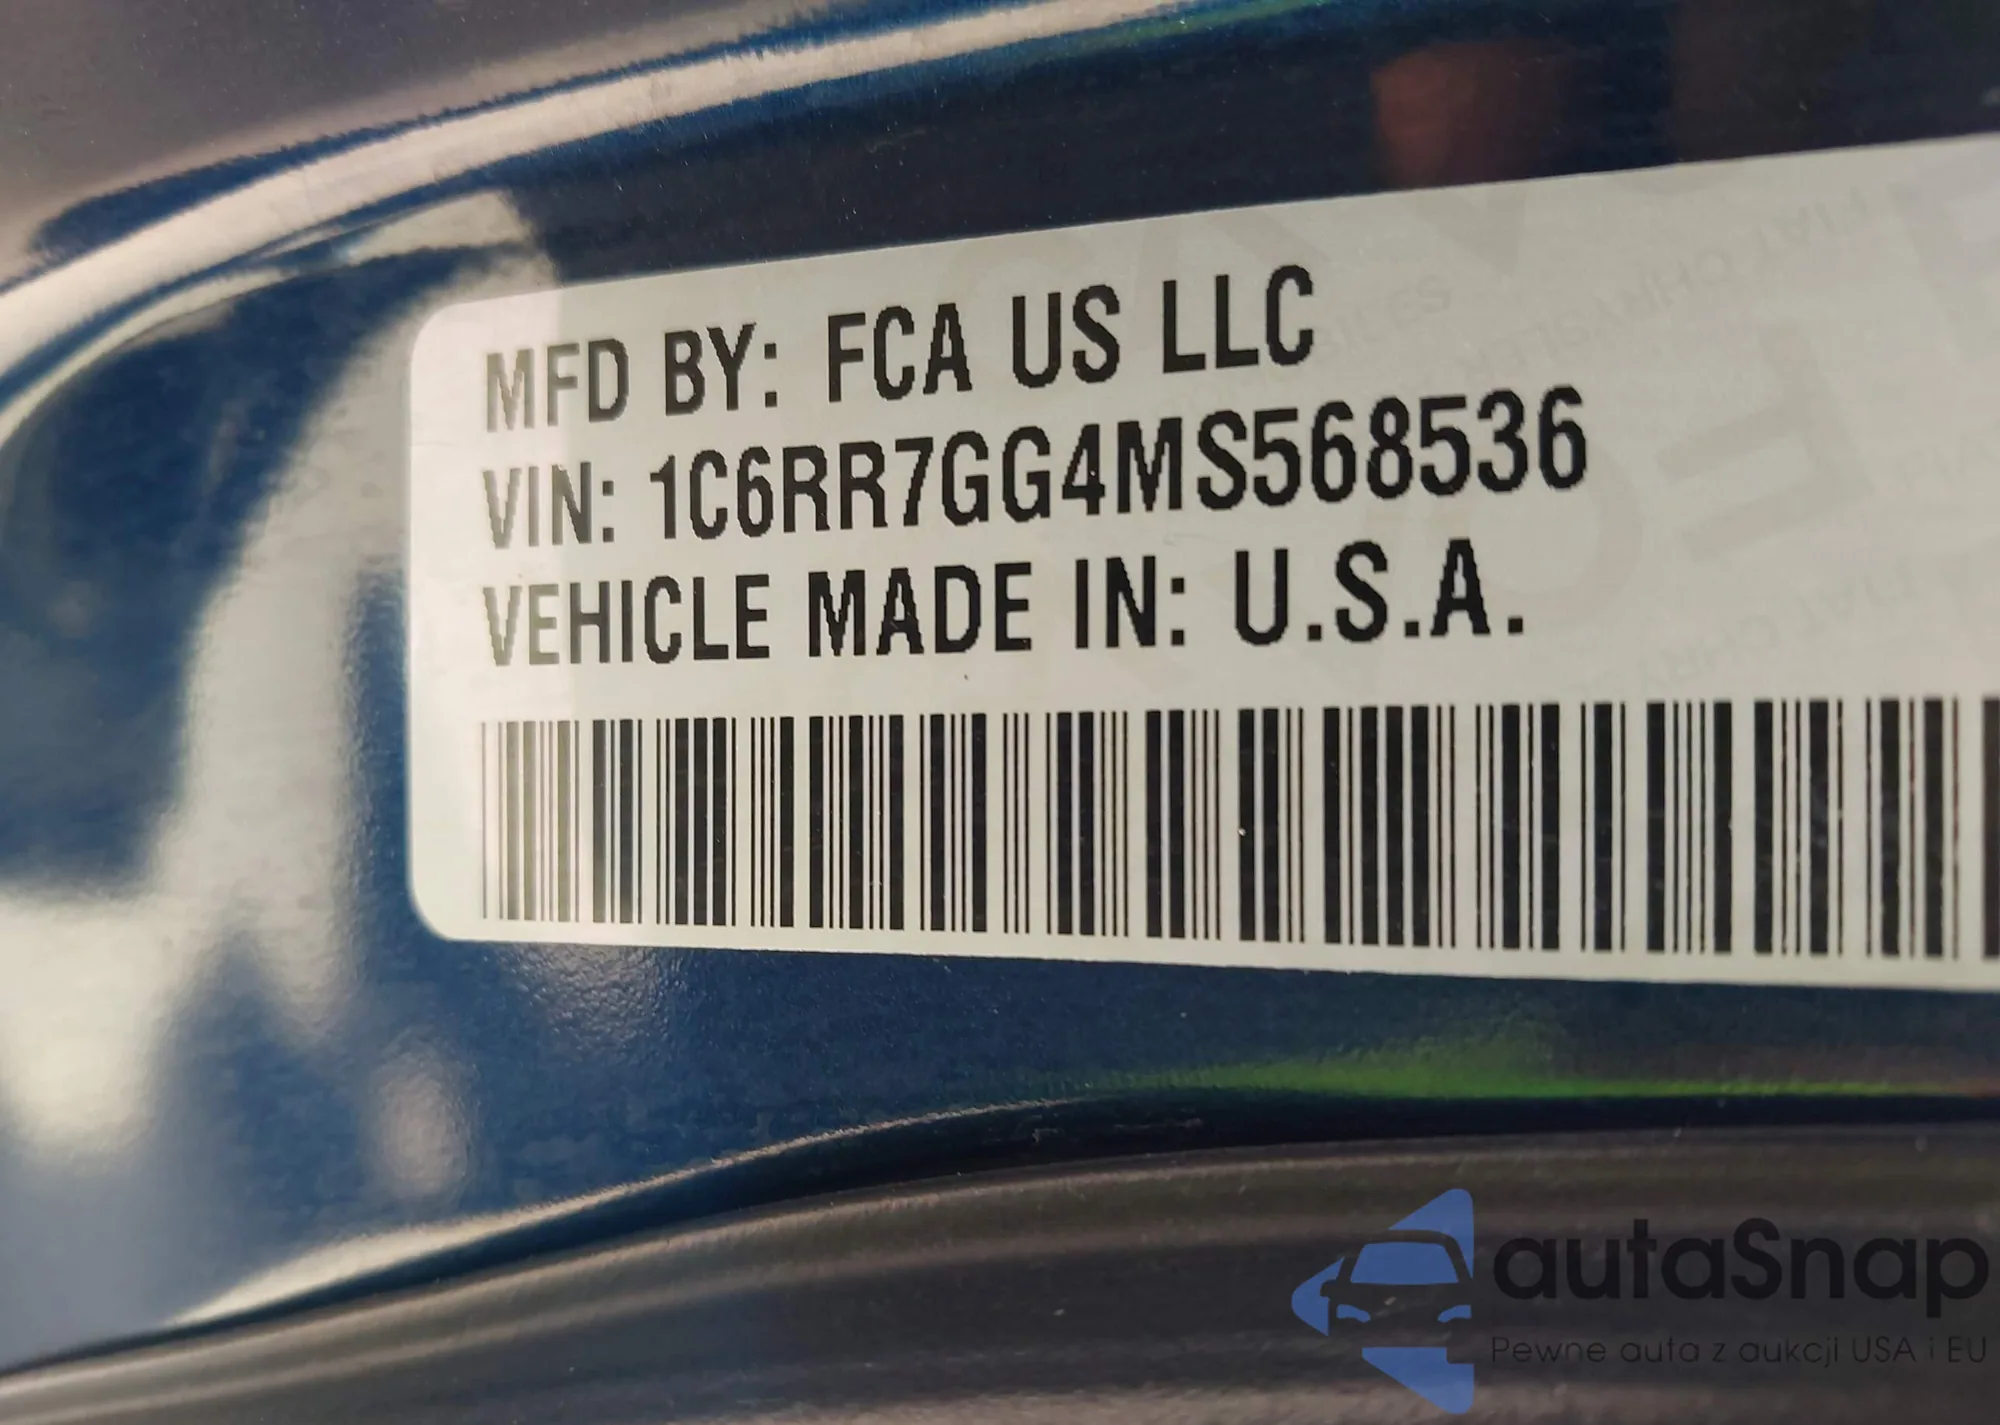 MFD BY: FCA US LLC
VIN: 1C6RR7GG4MS568536
VEHICLE MADE IN: U.S.A.
autaSnap
Pewne auta z aukcji USA i EU